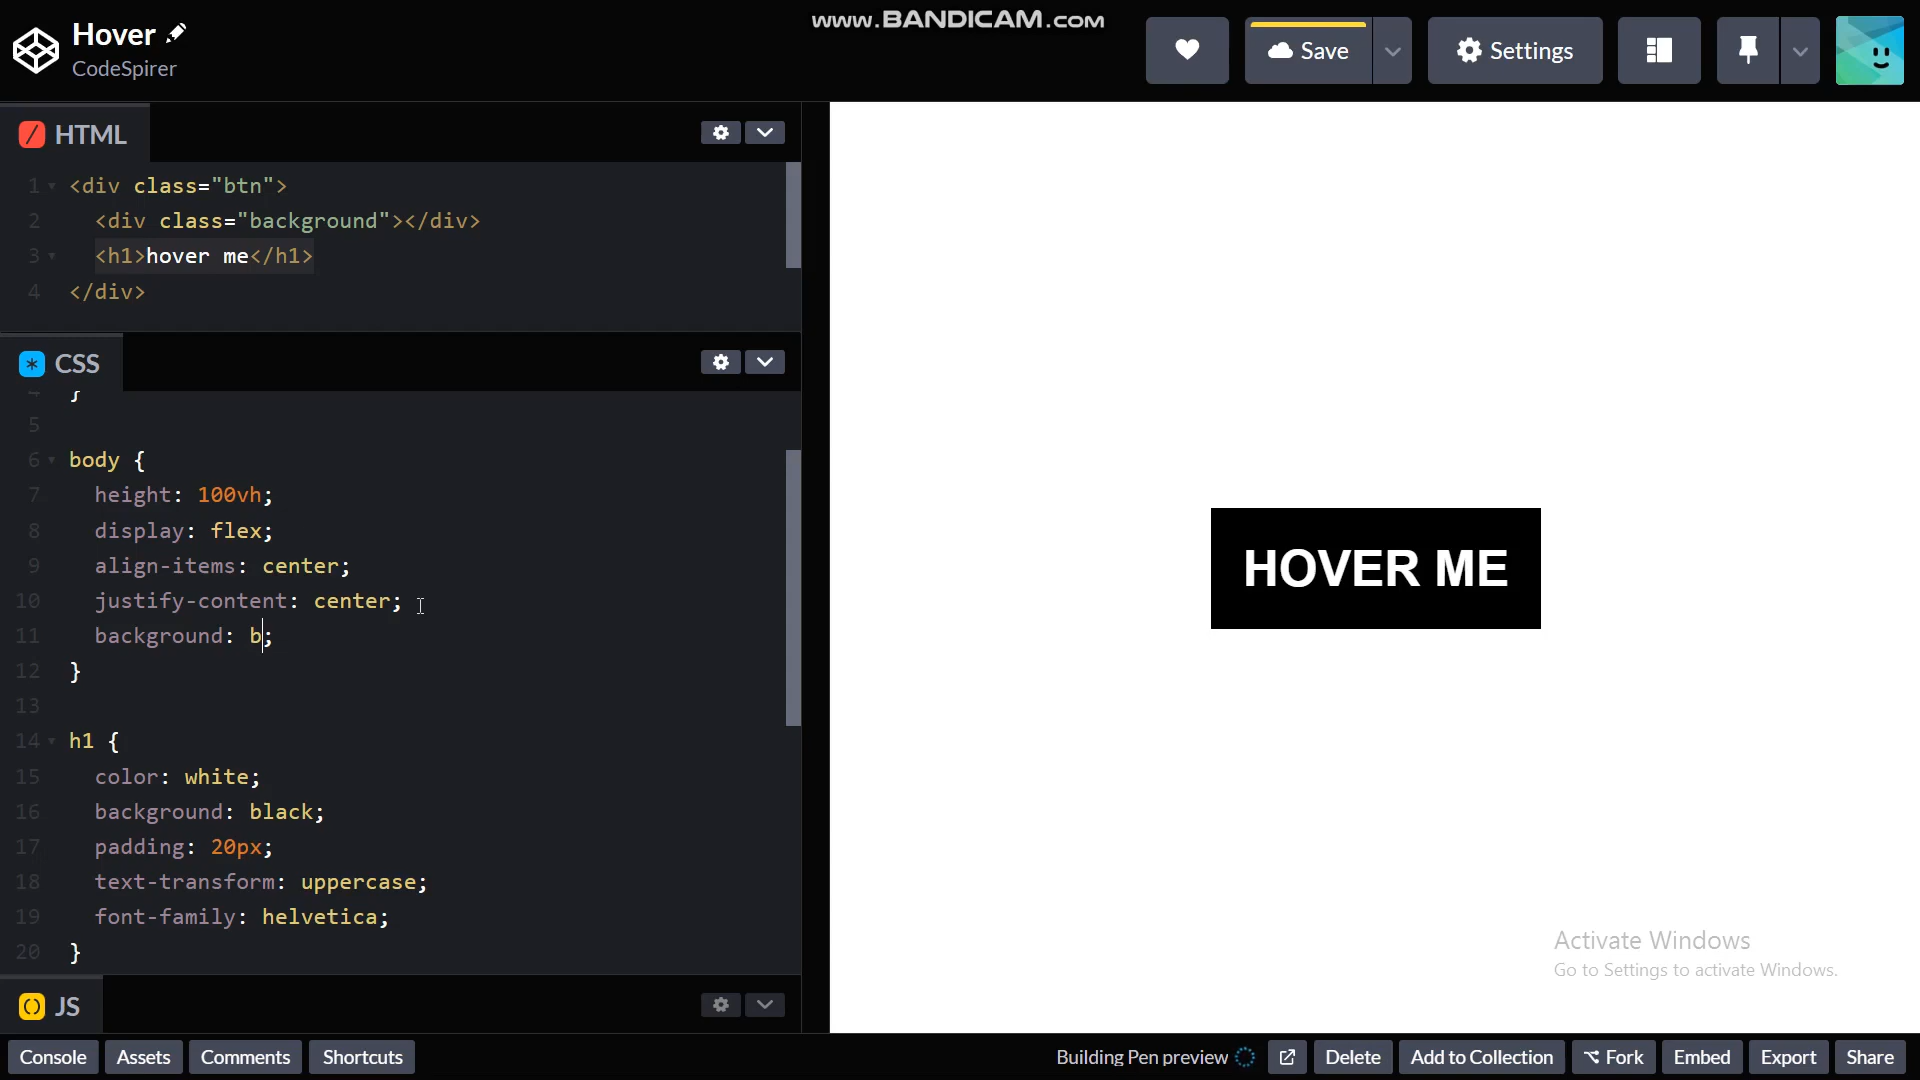 Hover
CodeSpirer
www.BANDICAM.com
Save
Settings
HTML
1 <div class="btn">
2 <div class="background"></div>
3 <h1>hover me</h1>
4 </div>
CSS
4 }
5
6 body {
7 height: 100vh;
8 display: flex;
9 align-items: center;
10 justify-content: center;
11 background: b;
12 }
13
14 h1 {
15 color: white;
16 background: black;
17 padding: 20px;
18 text-transform: uppercase;
19 font-family: helvetica;
20 }
JS
HOVER ME
Activate Windows
Go to Settings to activate Windows.
Console
Assets
Comments
Shortcuts
Building Pen preview
Delete
Add to Collection
Fork
Embed
Export
Share